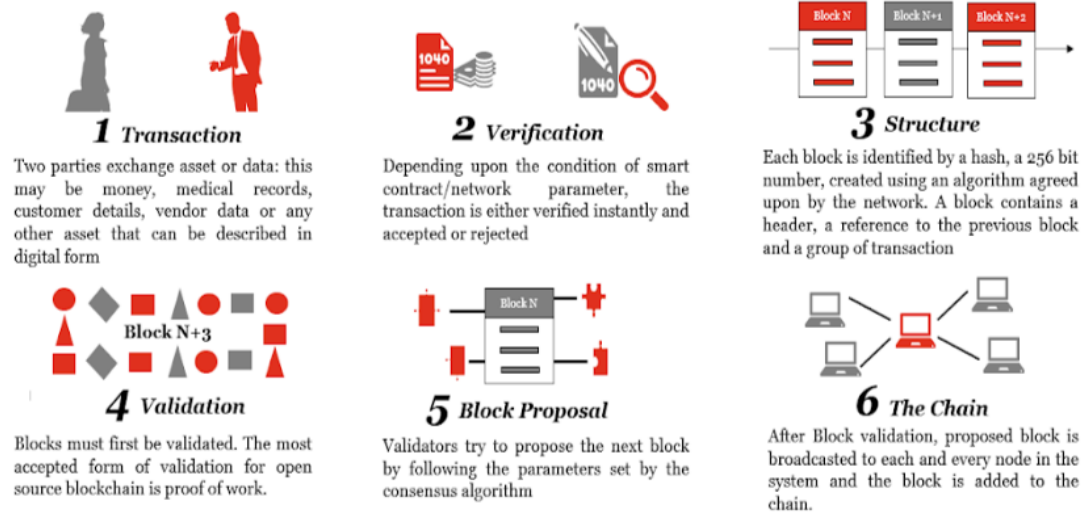 1040
1040
Block N
Block N+1
Block N+2
1 Transaction
2 Verification
3 Structure
Two parties exchange asset or data: this
may be money, medical records,
customer details, vendor data or any
other asset that can be described in
digital form
Depending upon the condition of smart
contract/network parameter, the
transaction is either verified instantly and
accepted or rejected
Each block is identified by a hash, a 256 bit
number, created using an algorithm agreed
upon by the network. A block contains a
header, a reference to the previous block
and a group of transaction
Block N+3
Block N
4 Validation
5 Block Proposal
6 The Chain
Blocks must first be validated. The most
accepted form of validation for open
source blockchain is proof of work.
Validators try to propose the next block
by following the parameters set by the
consensus algorithm
After Block validation, proposed block is
broadcasted to each and every node in the
system and the block is added to the
chain.